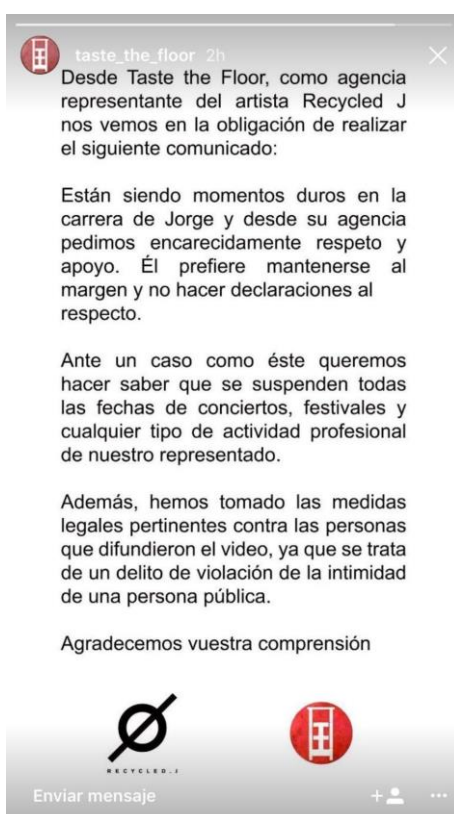 taste_the_floor 2h
Desde Taste the Floor, como agencia
representante del artista Recycled J
nos vemos en la obligación de realizar
el siguiente comunicado:
Están siendo momentos duros en la
carrera de Jorge y desde su agencia
pedimos encarecidamente respeto y
apoyo. Él prefiere mantenerse al
margen y no hacer declaraciones al
respecto.
Ante un caso como éste queremos
hacer saber que se suspenden todas
las fechas de conciertos, festivales y
cualquier tipo de actividad profesional
de nuestro representado.
Además, hemos tomado las medidas
legales pertinentes contra las personas
que difundieron el video, ya que se trata
de un delito de violación de la intimidad
de una persona pública.
Agradecemos vuestra comprensión
RECYCLED.J
Enviar mensaje